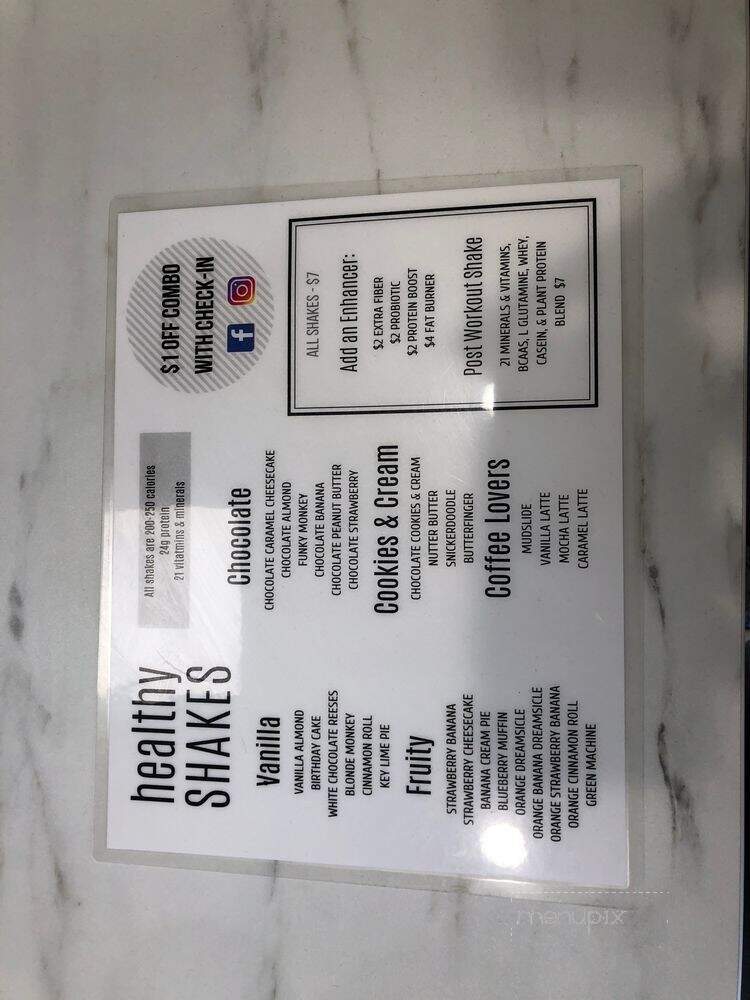 healthy
SHAKES
All shakes are 200-250 calories
24g protein
21 vitatmins & minerals
$1 OFF COMBO
WITH CHECK-IN
Vanilla
VANILLA ALMOND
BIRTHDAY CAKE
WHITE CHOCOLATE REESES
BLONDE MONKEY
CINNAMON ROLL
KEY LIME PIE
Fruity
STRAWBERRY BANANA
STRAWBERRY CHEESECAKE
BANANA CREAM PIE
BLUEBERRY MUFFIN
ORANGE DREAMSICLE
ORANGE BANANA DREAMSICLE
ORANGE STRAWBERRY BANANA
ORANGE CINNAMON ROLL
GREEN MACHINE
Chocolate
CHOCOLATE CARAMEL CHEESECAKE
CHOCOLATE ALMOND
FUNKY MONKEY
CHOCOLATE BANANA
CHOCOLATE PEANUT BUTTER
CHOCOLATE STRAWBERRY
Cookies & Cream
CHOCOLATE COOKIES & CREAM
NUTTER BUTTER
SNICKERDOODLE
BUTTERFINGER
Coffee Lovers
MUDSLIDE
VANILLA LATTE
MOCHA LATTE
CARAMEL LATTE
ALL SHAKES - $7
Add an Enhancer:
$2 EXTRA FIBER
$2 PROBIOTIC
$2 PROTEIN BOOST
$4 FAT BURNER
Post Workout Shake
21 MINERALS & VITAMINS,
BCAAS, L GLUTAMINE, WHEY,
CASEIN, & PLANT PROTEIN
BLEND $7
menupix